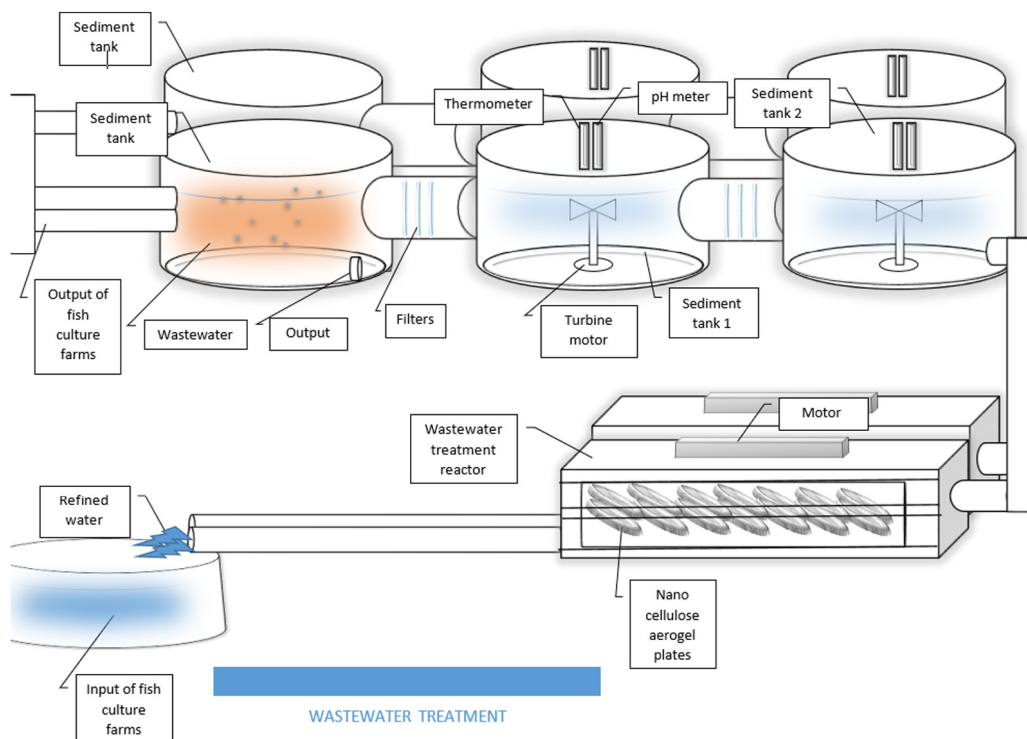 Sediment
tank
Sediment
tank
Thermometer
pH meter
Sediment
tank 2
Output of
fish
culture
farms
Wastewater
Output
Filters
Turbine
motor
Sediment
tank 1
Motor
Wastewater
treatment
reactor
Refined
water
Nano
cellulose
aerogel
plates
Input of fish
culture
farms
WASTEWATER TREATMENT